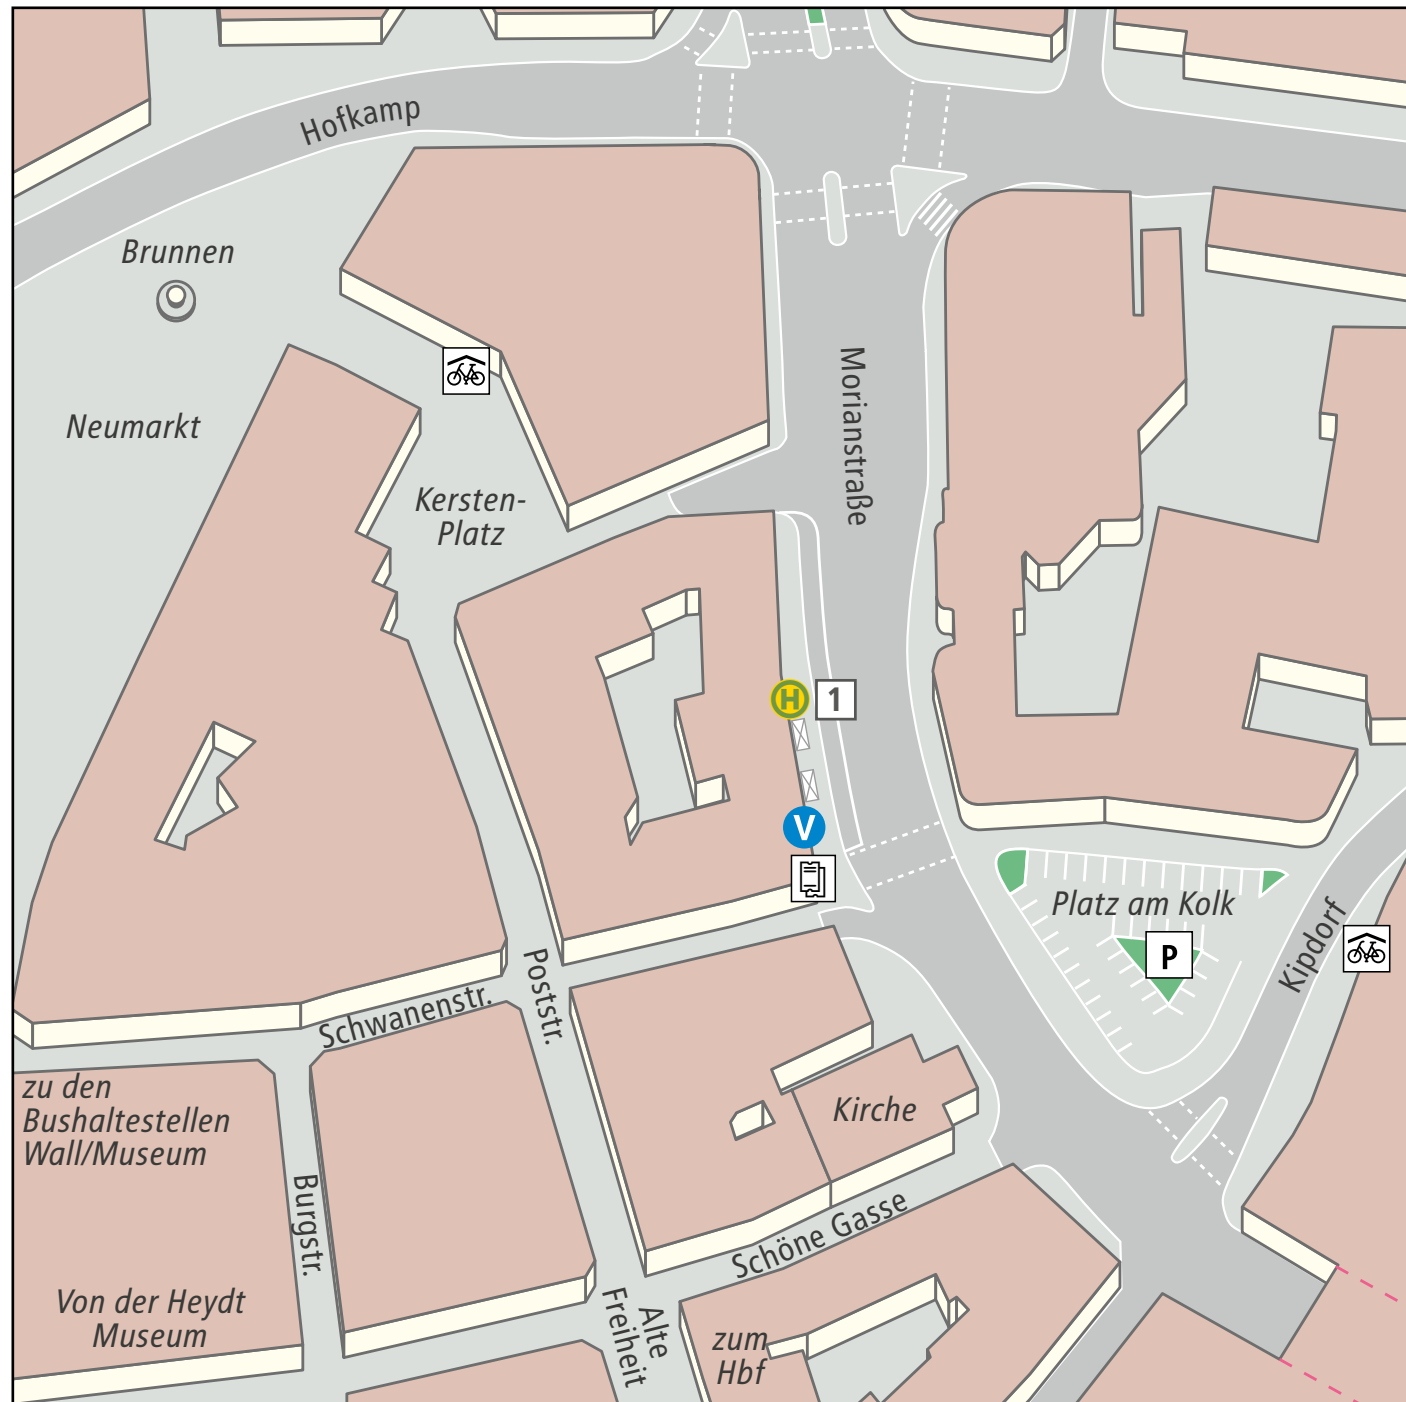 Hofkamp
Brunnen
Neumarkt
Morianstraße
Kersten-
Platz
H
1
V
Platz am Kolk
P
Kipdorf
Poststr.
Schwanenstr.
zu den
Bushaltestellen
Wall/Museum
Kirche
Burgstr.
Schöne Gasse
Von der Heydt
Museum
Alte
Freiheit
zum
Hbf